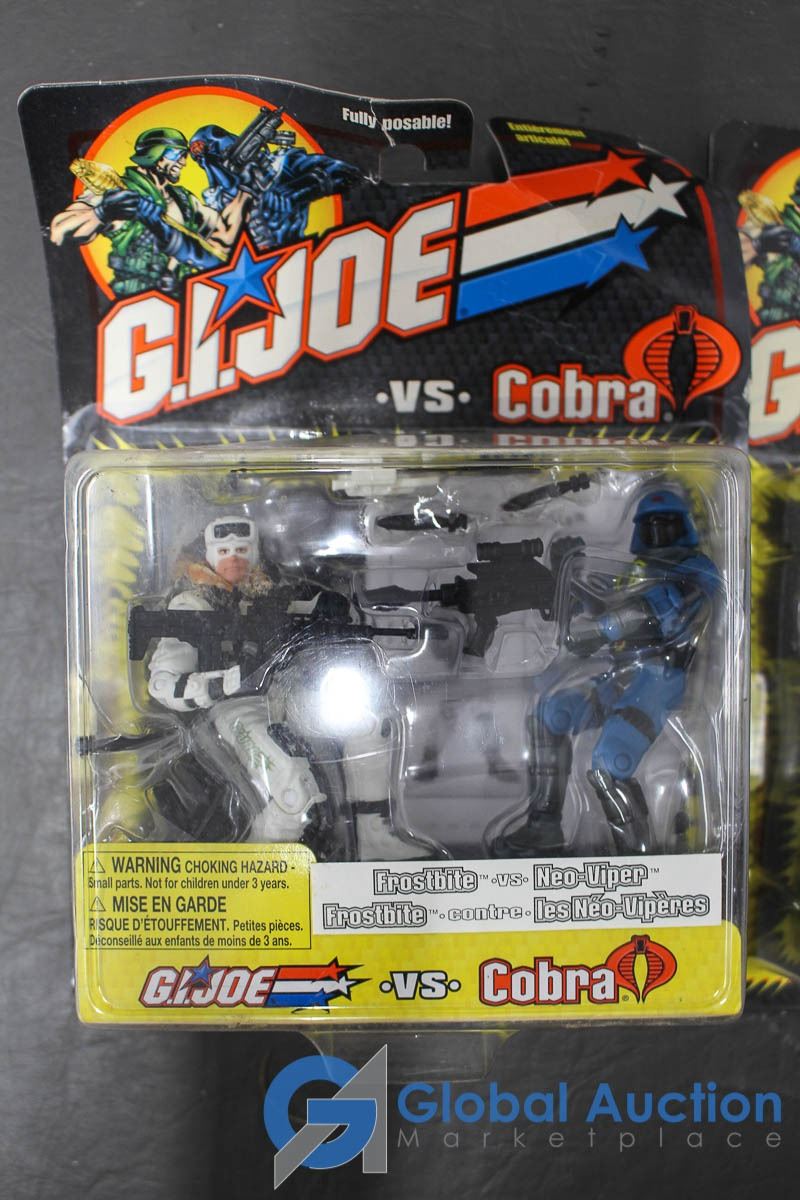 Fully posable!
Entièrement
articulé!
G.I.JOE
•VS•
Cobra®
⚠ WARNING CHOKING HAZARD -
Small parts. Not for children under 3 years.
⚠ MISE EN GARDE
RISQUE D'ÉTOUFFEMENT. Petites pièces.
Déconseillé aux enfants de moins de 3 ans.
Frostbite™ •vs• Neo-Viper™
Frostbite™ • contre • les Néo-Vipères
G.I.JOE •VS• Cobra®
G
Global Auction
Marketplace